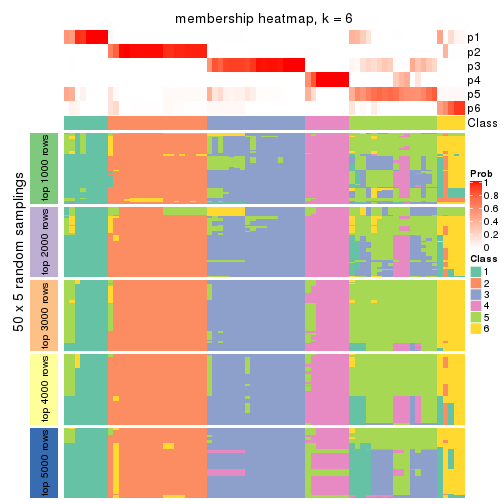 membership heatmap, k = 6
p1
p2
p3
p4
p5
p6
Class
50 x 5 random samplings
top 1000 rows
top 2000 rows
top 3000 rows
top 4000 rows
top 5000 rows
Prob
1
0.8
0.6
0.4
0.2
0
Class
1
2
3
4
5
6